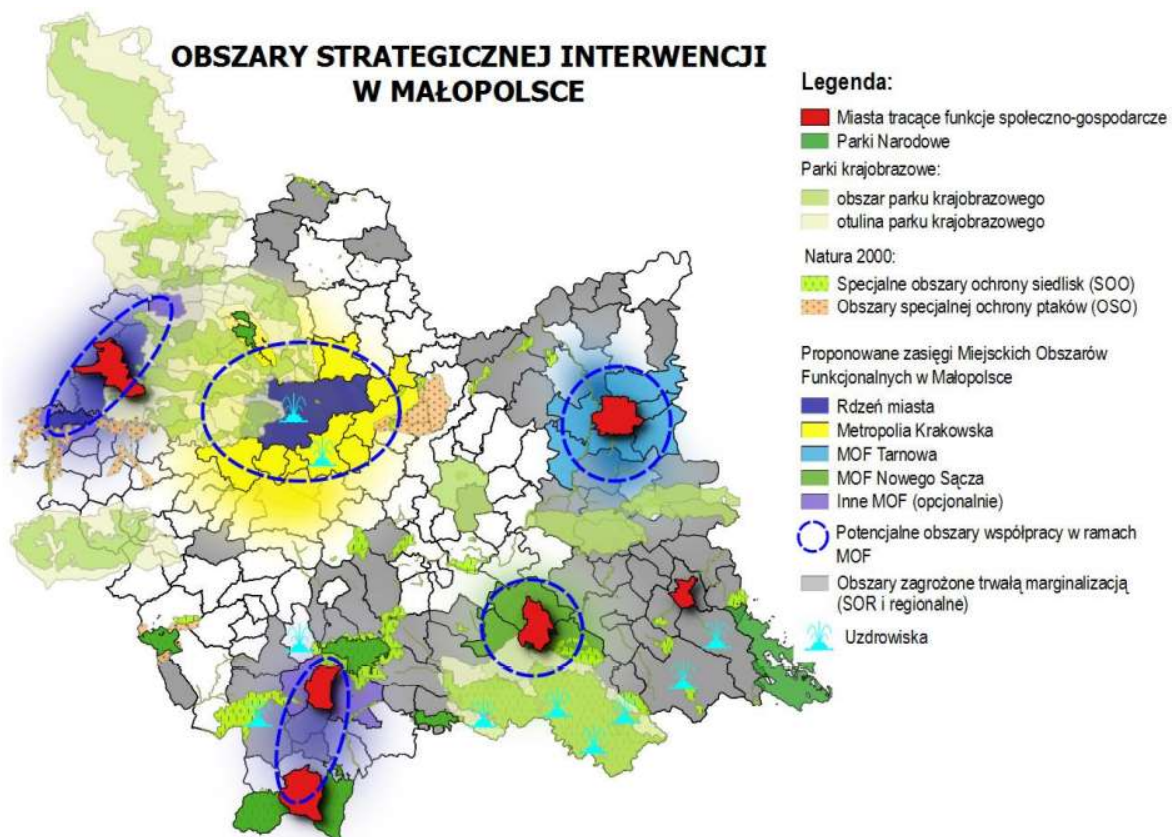 OBSZARY STRATEGICZNEJ INTERWENCJI
W MAŁOPOLSCE
Legenda:
Miasta tracące funkcje społeczno-gospodarcze
Parki Narodowe
Parki krajobrazowe:
obszar parku krajobrazowego
otulina parku krajobrazowego
Natura 2000:
Specjalne obszary ochrony siedlisk (SOO)
Obszary specjalnej ochrony ptaków (OSO)
Proponowane zasięgi Miejskich Obszarów
Funkcjonalnych w Małopolsce
Rdzeń miasta
Metropolia Krakowska
MOF Tarnowa
MOF Nowego Sącza
Inne MOF (opcjonalnie)
Potencjalne obszary współpracy w ramach
MOF
Obszary zagrożone trwałą marginalizacją
(SOR i regionalne)
Uzdrowiska